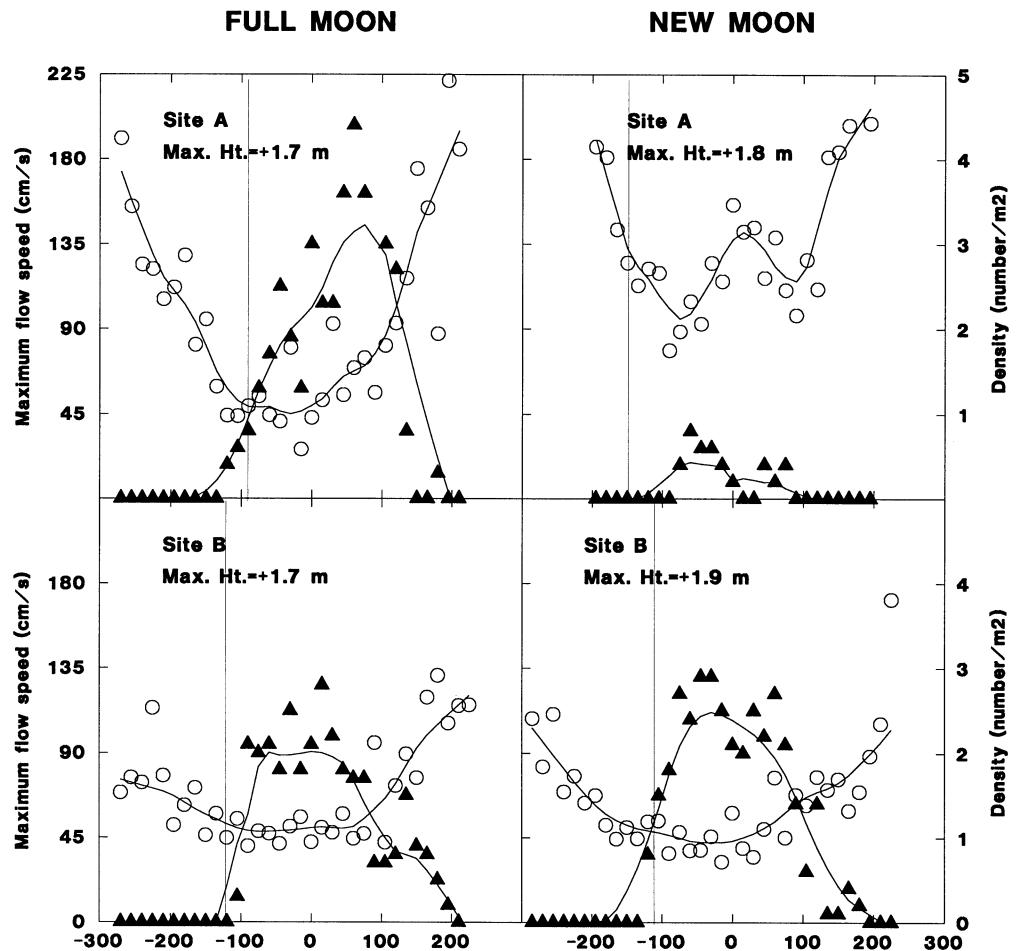 FULL MOON
NEW MOON
225
180
135
90
45
Maximum flow speed (cm/s)
Site A
Max. Ht.=+1.7 m
Site A
Max. Ht.=+1.8 m
5
4
3
2
1
Density (number/m2)
180
135
90
45
0
Maximum flow speed (cm/s)
Site B
Max. Ht.=+1.7 m
Site B
Max. Ht.=+1.9 m
4
3
2
1
0
Density (number/m2)
-300 -200 -100 0 100 200
-200 -100 0 100 200 300